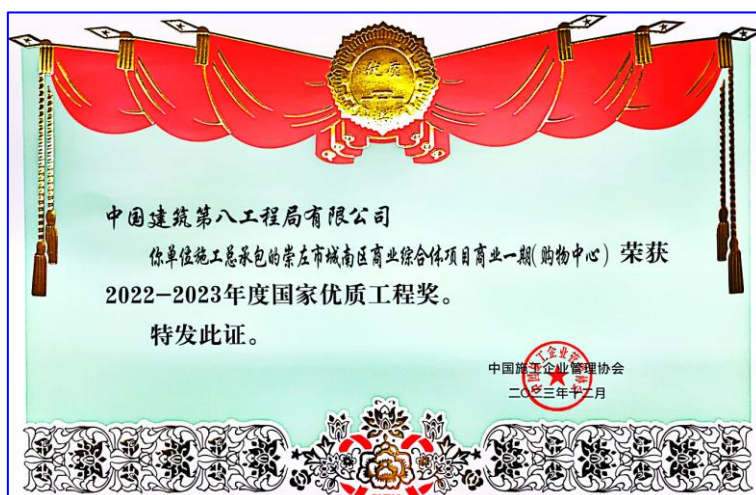 优质
中国建筑第八工程局有限公司
你单位施工总承包的崇左市城南区商业综合体项目商业一期(购物中心) 荣获
2022-2023年度国家优质工程奖。
特发此证。
中国施工企业管理协会
二〇二三年十二月